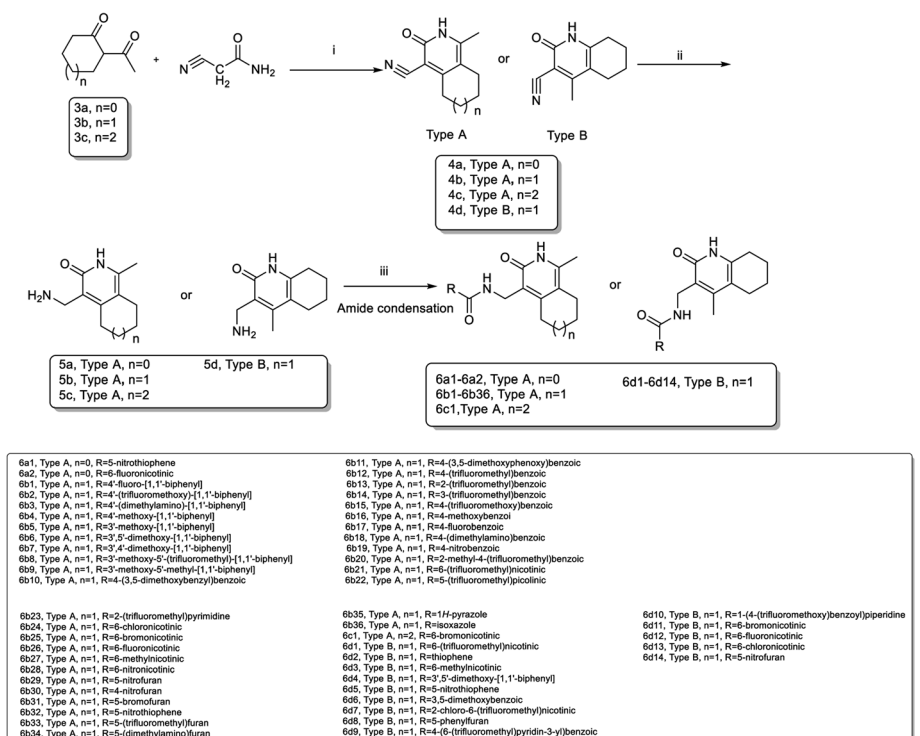 O
O
N
C
H2
O
NH2
n
+
i
H
N
O
N
n
or
H
N
O
N
ii
3a, n=0
3b, n=1
3c, n=2
Type A
Type B
4a, Type A, n=0
4b, Type A, n=1
4c, Type A, n=2
4d, Type B, n=1
H
N
O
H2N
n
or
H
N
O
NH2
iii
Amide condensation
R
O
H
N
O
H
N
n
or
H
N
O
O
NH
R
5a, Type A, n=0
5d, Type B, n=1
5b, Type A, n=1
5c, Type A, n=2
6a1-6a2, Type A, n=0
6d1-6d14, Type B, n=1
6b1-6b36, Type A, n=1
6c1,Type A, n=2
6a1, Type A, n=0, R=5-nitrothiophene
6a2, Type A, n=0, R=6-fluoronicotinic
6b1, Type A, n=1, R=4'-fluoro-[1,1'-biphenyl]
6b2, Type A, n=1, R=4'-(trifluoromethoxy)-[1,1'-biphenyl]
6b3, Type A, n=1, R=4'-(dimethylamino)-[1,1'-biphenyl]
6b4, Type A, n=1, R=4'-methoxy-[1,1'-biphenyl]
6b5, Type A, n=1, R=3'-methoxy-[1,1'-biphenyl]
6b6, Type A, n=1, R=3',5'-dimethoxy-[1,1'-biphenyl]
6b7, Type A, n=1, R=3',4'-dimethoxy-[1,1'-biphenyl]
6b8, Type A, n=1, R=3'-methoxy-5'-(trifluoromethyl)-[1,1'-biphenyl]
6b9, Type A, n=1, R=3'-methoxy-5'-methyl-[1,1'-biphenyl]
6b10, Type A, n=1, R=4-(3,5-dimethoxybenzyl)benzoic
6b11, Type A, n=1, R=4-(3,5-dimethoxyphenoxy)benzoic
6b12, Type A, n=1, R=4-(trifluoromethyl)benzoic
6b13, Type A, n=1, R=2-(trifluoromethyl)benzoic
6b14, Type A, n=1, R=3-(trifluoromethyl)benzoic
6b15, Type A, n=1, R=4-(trifluoromethoxy)benzoic
6b16, Type A, n=1, R=4-methoxybenzoi
6b17, Type A, n=1, R=4-fluorobenzoic
6b18, Type A, n=1, R=4-(dimethylamino)benzoic
6b19, Type A, n=1, R=4-nitrobenzoic
6b20, Type A, n=1, R=2-methyl-4-(trifluoromethyl)benzoic
6b21, Type A, n=1, R=6-(trifluoromethyl)nicotinic
6b22, Type A, n=1, R=5-(trifluoromethyl)picolinic
6b23, Type A, n=1, R=2-(trifluoromethyl)pyrimidine
6b24, Type A, n=1, R=6-chloronicotinic
6b25, Type A, n=1, R=6-bromonicotinic
6b26, Type A, n=1, R=6-fluoronicotinic
6b27, Type A, n=1, R=6-methylnicotinic
6b28, Type A, n=1, R=6-nitronicotinic
6b29, Type A, n=1, R=5-nitrofuran
6b30, Type A, n=1, R=4-nitrofuran
6b31, Type A, n=1, R=5-bromofuran
6b32, Type A, n=1, R=5-nitrothiophene
6b33, Type A, n=1, R=5-(trifluoromethyl)furan
6b34, Type A, n=1, R=5-(dimethylamino)furan
6b35, Type A, n=1, R=1H-pyrazole
6b36, Type A, n=1, R=isoxazole
6c1, Type A, n=2, R=6-bromonicotinic
6d1, Type B, n=1, R=6-(trifluoromethyl)nicotinic
6d2, Type B, n=1, R=thiophene
6d3, Type B, n=1, R=6-methylnicotinic
6d4, Type B, n=1, R=3',5'-dimethoxy-[1,1'-biphenyl]
6d5, Type B, n=1, R=5-nitrothiophene
6d6, Type B, n=1, R=3,5-dimethoxybenzoic
6d7, Type B, n=1, R=2-chloro-6-(trifluoromethyl)nicotinic
6d8, Type B, n=1, R=5-phenylfuran
6d9, Type B, n=1, R=4-(6-(trifluoromethyl)pyridin-3-yl)benzoic
6d10, Type B, n=1, R=1-(4-(trifluoromethoxy)benzoyl)piperidine
6d11, Type B, n=1, R=6-bromonicotinic
6d12, Type B, n=1, R=6-fluoronicotinic
6d13, Type B, n=1, R=6-chloronicotinic
6d14, Type B, n=1, R=5-nitrofuran